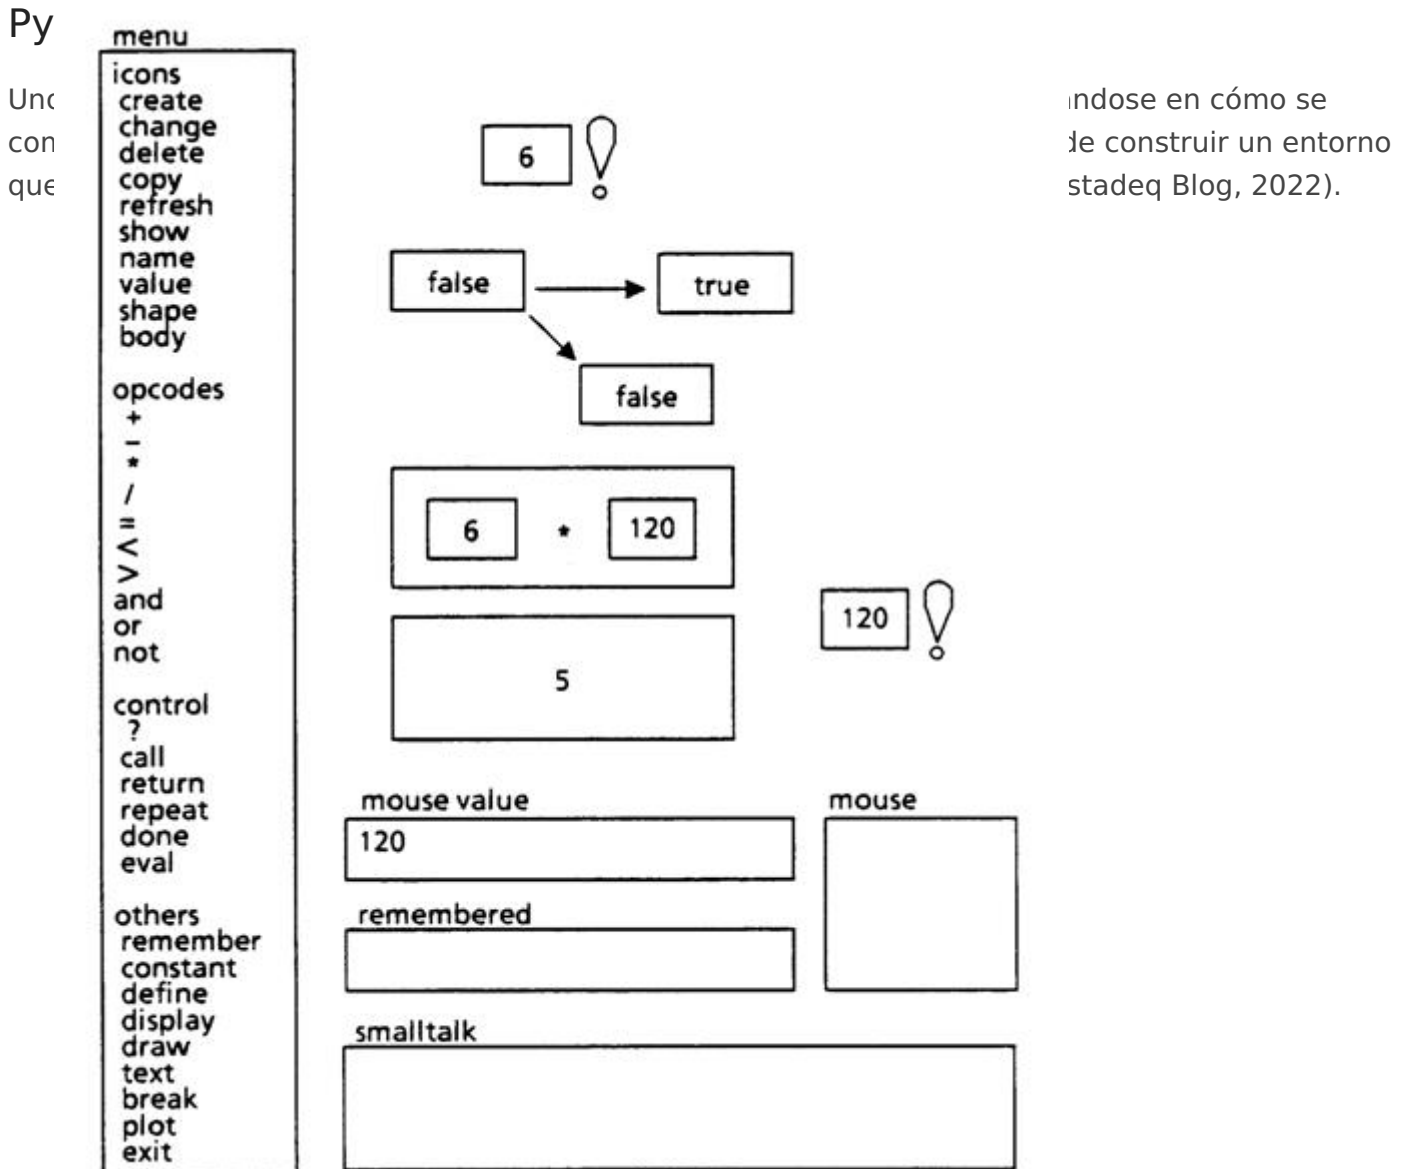 Py
ándose en cómo se
de construir un entorno
que
stadeq Blog, 2022).
menu
icons
create
change
delete
copy
refresh
show
name
value
shape
body
opcodes
+
–
*
/
=
<
>
and
or
not
control
?
call
return
repeat
done
eval
others
remember
constant
define
display
draw
text
break
plot
exit
6
false true
false
6 * 120
120
5
mouse value mouse
120
remembered
smalltalk